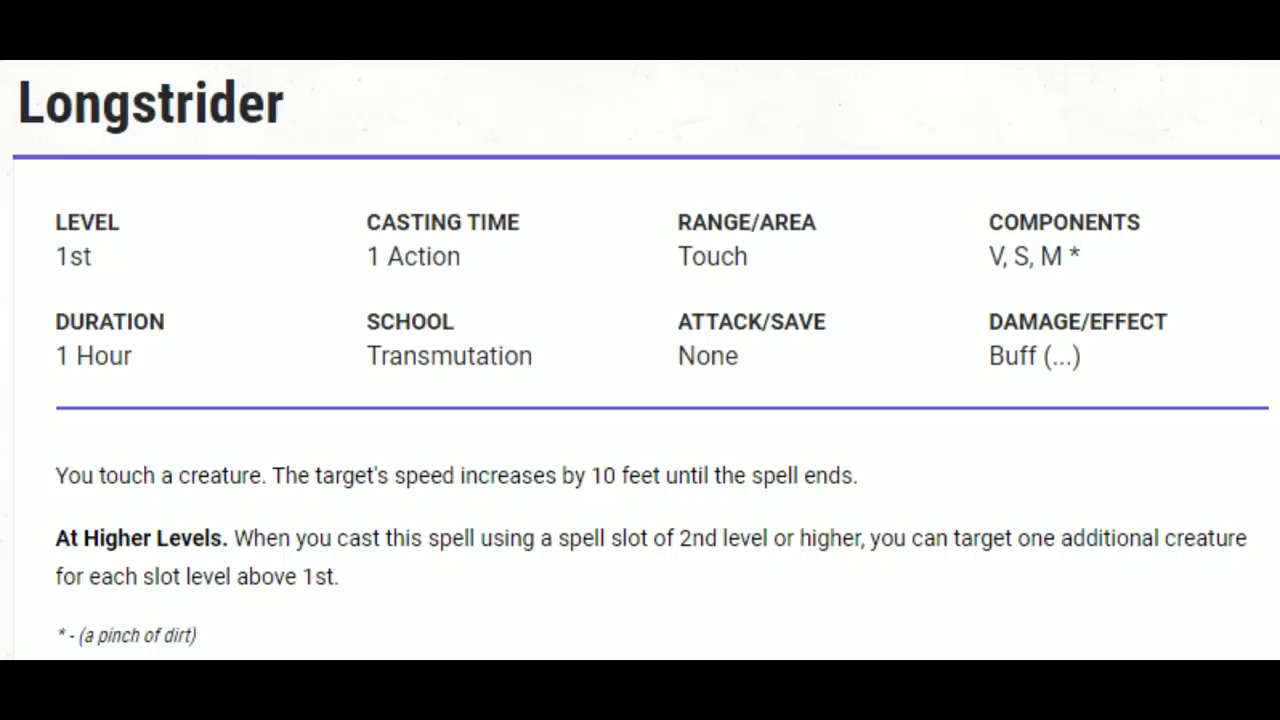 Longstrider
LEVEL CASTING TIME RANGE/AREA COMPONENTS
1st 1 Action Touch V, S, M *
DURATION SCHOOL ATTACK/SAVE DAMAGE/EFFECT
1 Hour Transmutation None Buff (...)
You touch a creature. The target's speed increases by 10 feet until the spell ends.
At Higher Levels. When you cast this spell using a spell slot of 2nd level or higher, you can target one additional creature
for each slot level above 1st.
* - (a pinch of dirt)